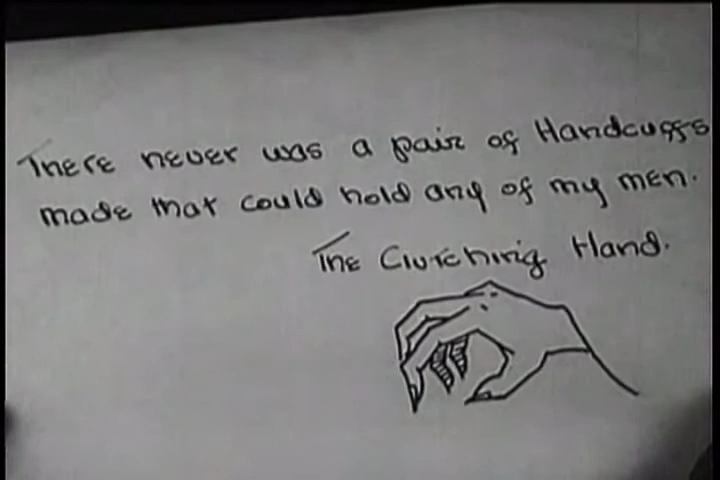 There never was a pair of Handcuffs
made that could hold any of my men.
The Clutching Hand.